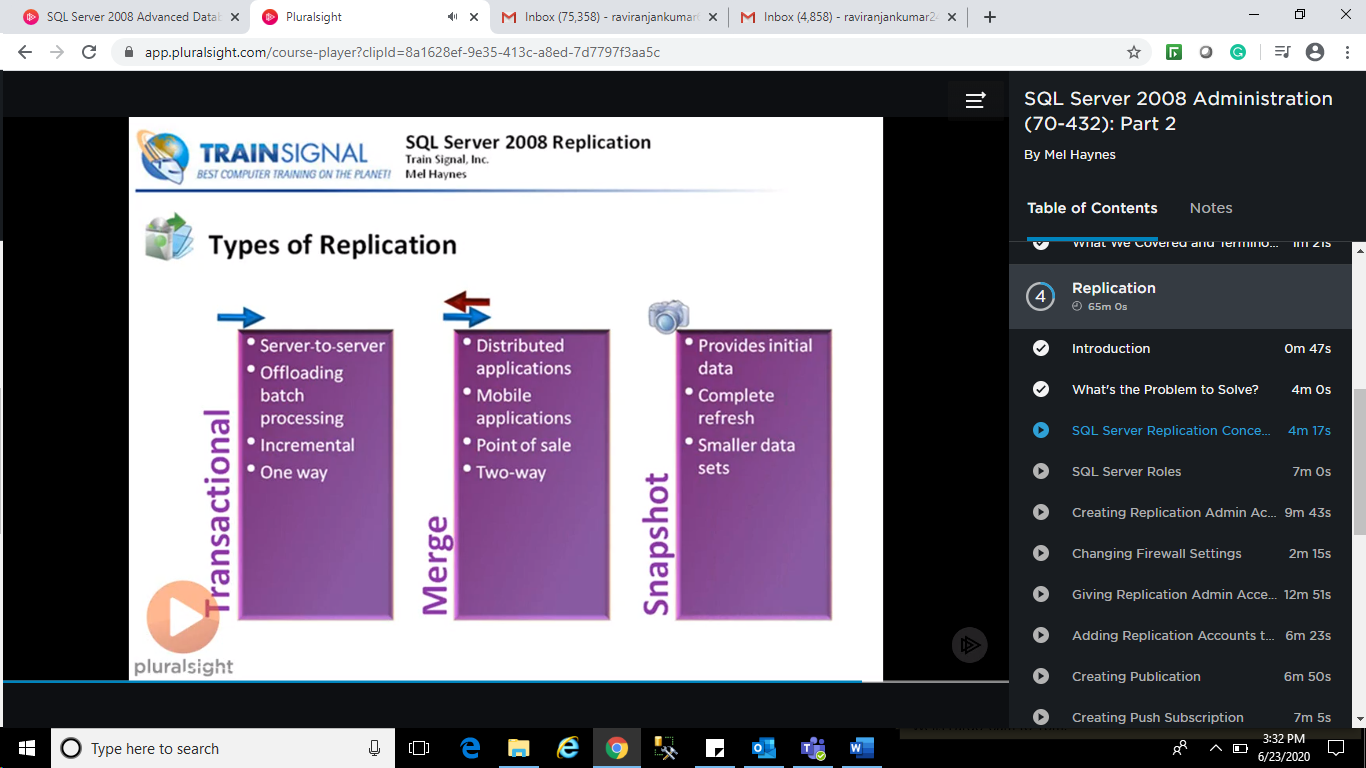 SQL Server 2008 Advanced Datab
Pluralsight
Inbox (75,358) - raviranjankumar
Inbox (4,858) - raviranjankumar2
app.pluralsight.com/course-player?clipId=8a1628ef-9e35-413c-a8ed-7d7797f3aa5c
TRAINSIGNAL
BEST COMPUTER TRAINING ON THE PLANET!
SQL Server 2008 Replication
Train Signal, Inc.
Mel Haynes
Types of Replication
Transactional
• Server-to-server
• Offloading
batch
processing
• Incremental
• One way
Merge
• Distributed
applications
• Mobile
applications
• Point of sale
• Two-way
Snapshot
• Provides initial
data
• Complete
refresh
• Smaller data
sets
pluralsight
SQL Server 2008 Administration
(70-432): Part 2
By Mel Haynes
Table of Contents
Notes
What We Covered and Termino... 1m 21s
4
Replication
65m 0s
Introduction 0m 47s
What's the Problem to Solve? 4m 0s
SQL Server Replication Conce... 4m 17s
SQL Server Roles 7m 0s
Creating Replication Admin Ac... 9m 43s
Changing Firewall Settings 2m 15s
Giving Replication Admin Acce... 12m 51s
Adding Replication Accounts t... 6m 23s
Creating Publication 6m 50s
Creating Push Subscription 7m 5s
Type here to search
3:32 PM
6/23/2020